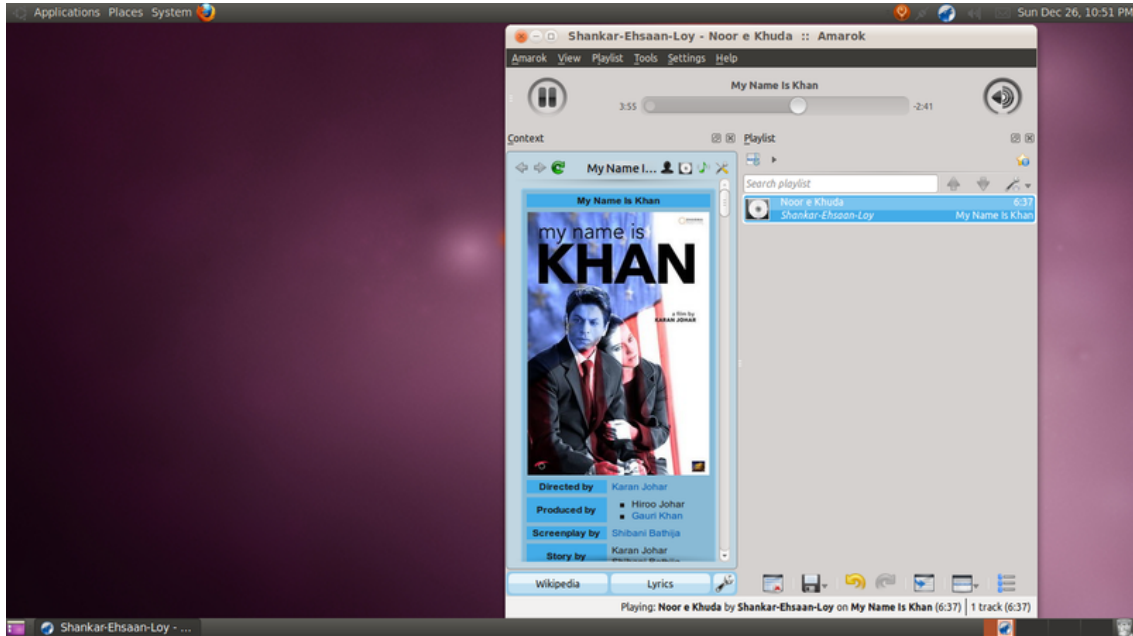 Applications Places System
Sun Dec 26, 10:51 PM
Shankar-Ehsaan-Loy - Noor e Khuda :: Amarok
Amarok View Playlist Tools Settings Help
My Name Is Khan
3:55
-2:41
Context
Playlist
My Name I...
Search playlist
My Name Is Khan
Noor e Khuda 6:37
Shankar-Ehsaan-Loy My Name Is Khan
my name is
KHAN
a film by
KARAN JOHAR
Directed by Karan Johar
Produced by
Hiroo Johar
Gauri Khan
Screenplay by Shibani Bathija
Story by
Karan Johar
Shibani Bathija
Wikipedia
Lyrics
Playing: Noor e Khuda by Shankar-Ehsaan-Loy on My Name Is Khan (6:37) 1 track (6:37)
Shankar-Ehsaan-Loy - ...